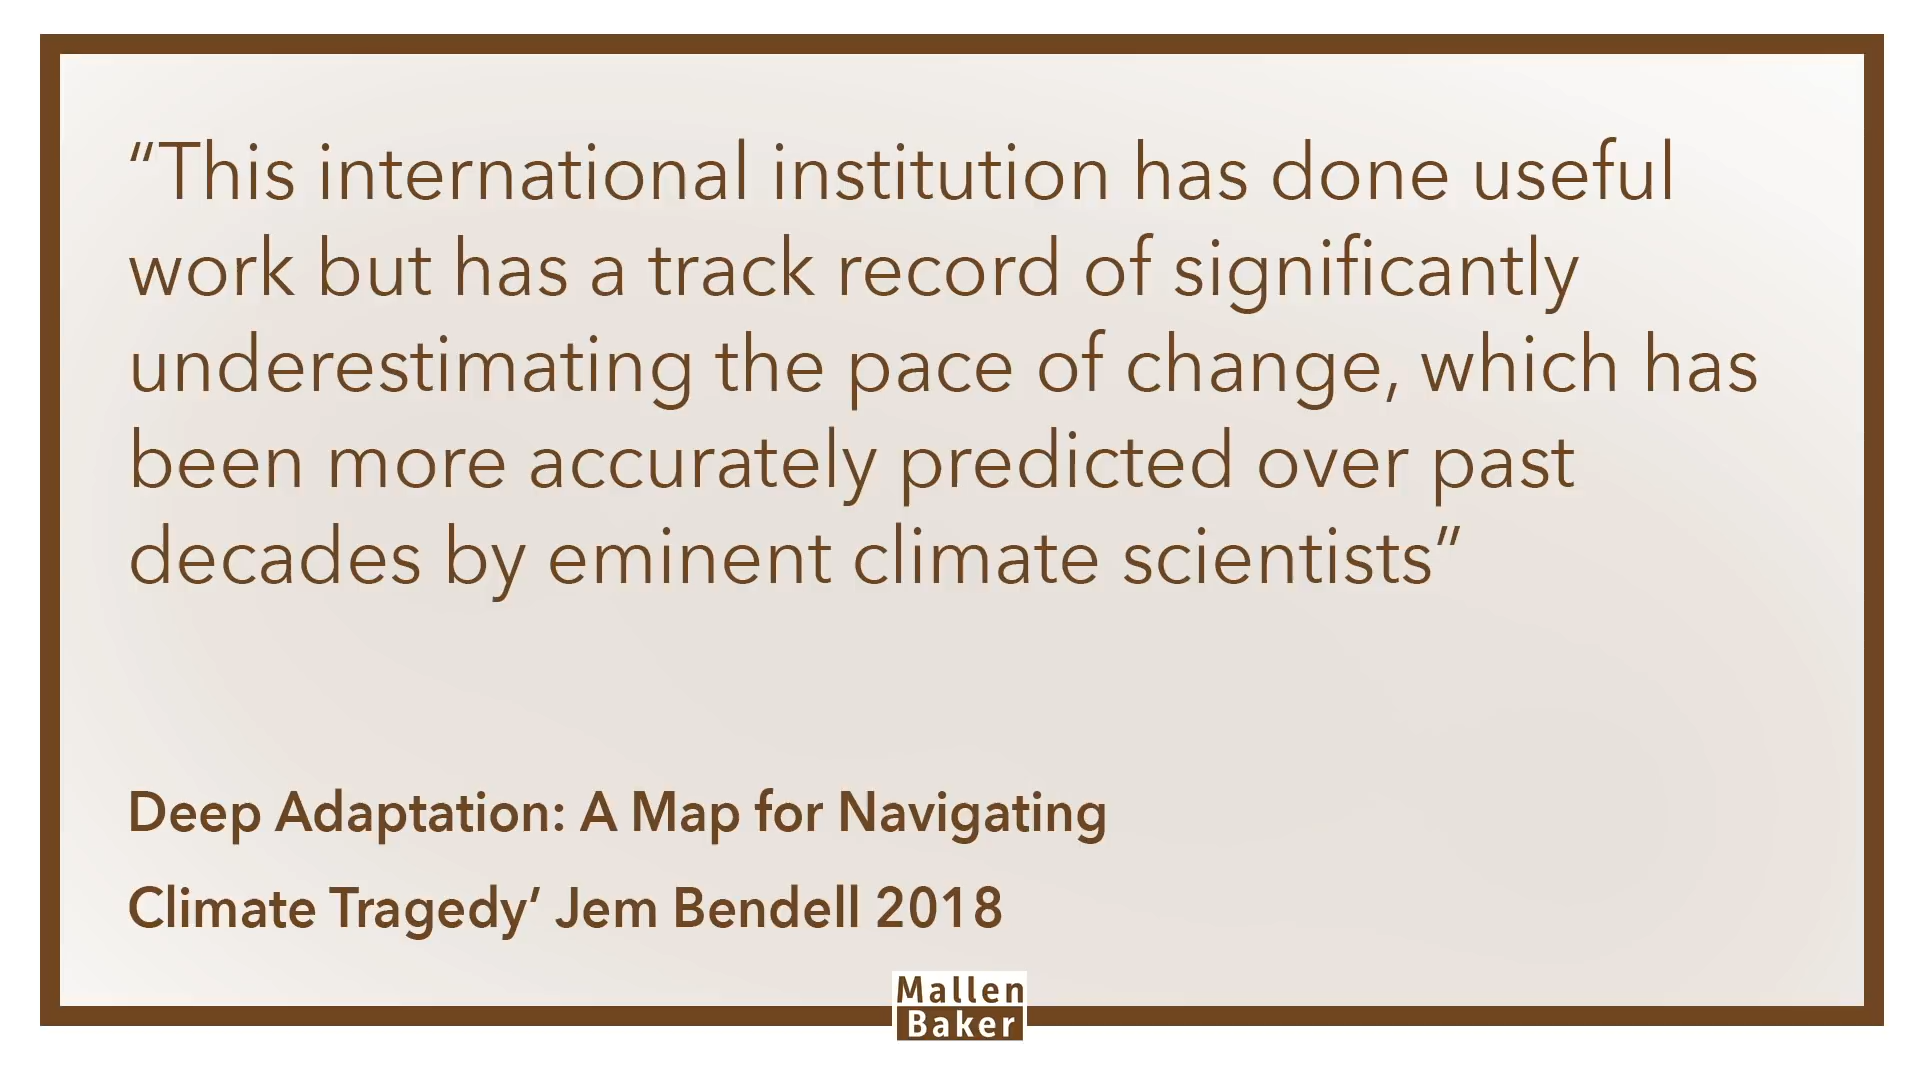 “This international institution has done useful
work but has a track record of significantly
underestimating the pace of change, which has
been more accurately predicted over past
decades by eminent climate scientists”
Deep Adaptation: A Map for Navigating
Climate Tragedy’ Jem Bendell 2018
Mallen
Baker